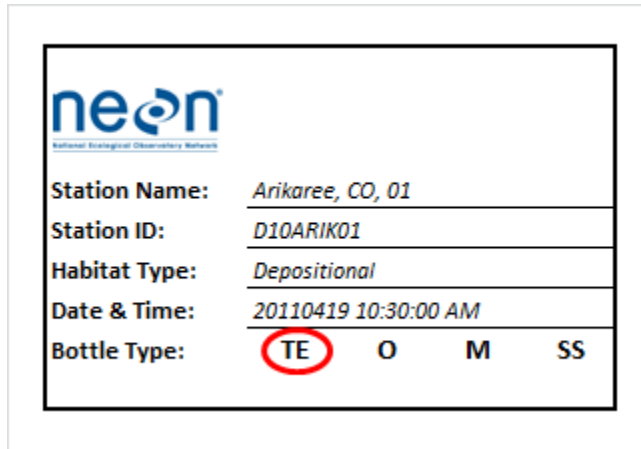 neon
National Ecological Observatory Network
Station Name: Arikaree, CO, 01
Station ID: D10ARIK01
Habitat Type: Depositional
Date & Time: 20110419 10:30:00 AM
Bottle Type: TE O M SS